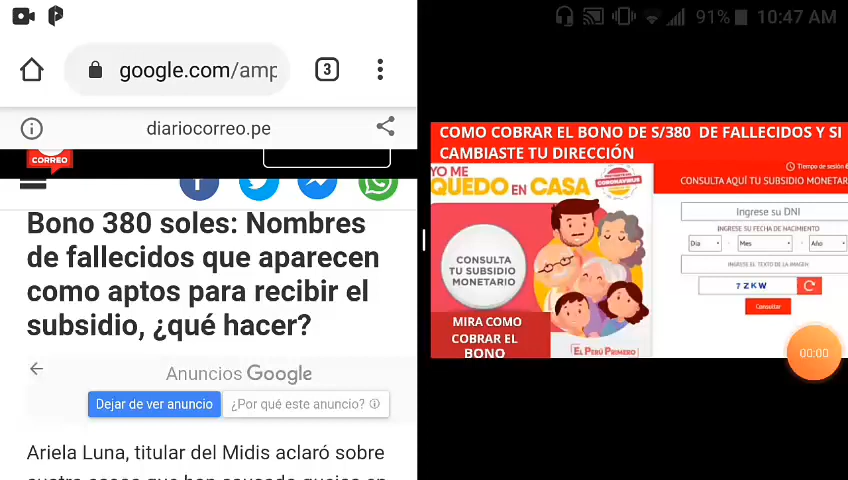 91% 10:47 AM
google.com/amp
3
diariocorreo.pe
CORREO
Bono 380 soles: Nombres
de fallecidos que aparecen
como aptos para recibir el
subsidio, ¿qué hacer?
Anuncios Google
Dejar de ver anuncio
¿Por qué este anuncio?
Ariela Luna, titular del Midis aclaró sobre
COMO COBRAR EL BONO DE S/380 DE FALLECIDOS Y SI
CAMBIASTE TU DIRECCIÓN
YO ME
QUEDO EN CASA
CORONAVIRUS
CONSULTA
TU SUBSIDIO
MONETARIO
MIRA COMO
COBRAR EL
BONO
EL PERÚ PRIMERO
Tiempo de sesión 6
CONSULTA AQUÍ TU SUBSIDIO MONETAR
Ingrese su DNI
INGRESE SU FECHA DE NACIMIENTO
Día - Mes - Año
INGRESE EL TEXTO DE LA IMAGEN
7ZKW
Consultar
00:00